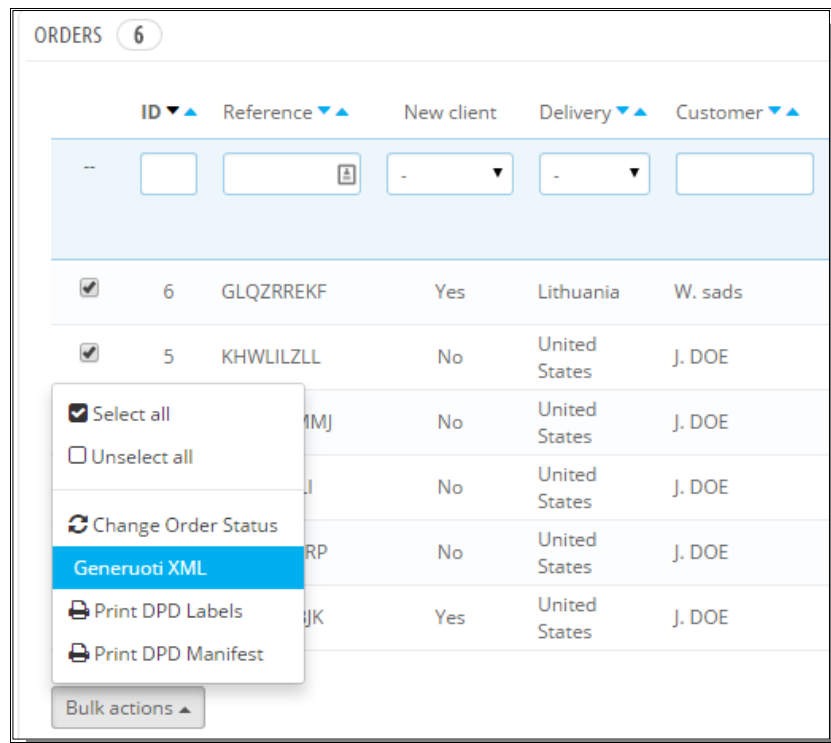 ORDERS 6
ID Reference New client Delivery Customer
--
- -
6 GLQZRREKF Yes Lithuania W. sads
5 KHWLILZLL No United States J. DOE
Select all
MMJ No United States J. DOE
Unselect all
LI No United States J. DOE
Change Order Status
RP No United States J. DOE
Generuoti XML
Print DPD Labels
JK Yes United States J. DOE
Print DPD Manifest
Bulk actions